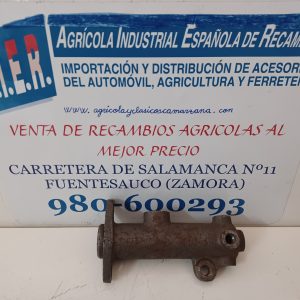 I.E.R.
AGRÍCOLA INDUSTRIAL ESPAÑOLA DE RECAM
IMPORTACIÓN Y DISTRIBUCIÓN DE ACCESOR
DEL AUTOMÓVIL, AGRICULTURA Y FERRETE
www.agricolayclasicoscamarzana.com
VENTA DE RECAMBIOS AGRICOLAS AL
MEJOR PRECIO
CARRETERA DE SALAMANCA Nº11
FUENTESAUCO (ZAMORA)
980 600293